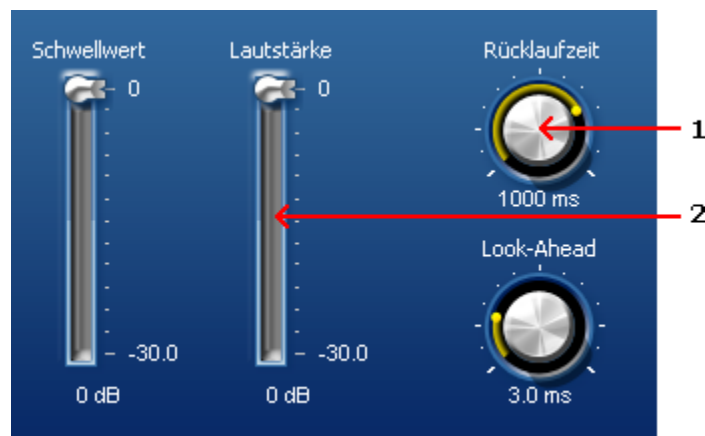 Schwellwert
Lautstärke
Rücklaufzeit
0
0
1
1000 ms
2
Look-Ahead
-30.0
-30.0
0 dB
0 dB
3.0 ms